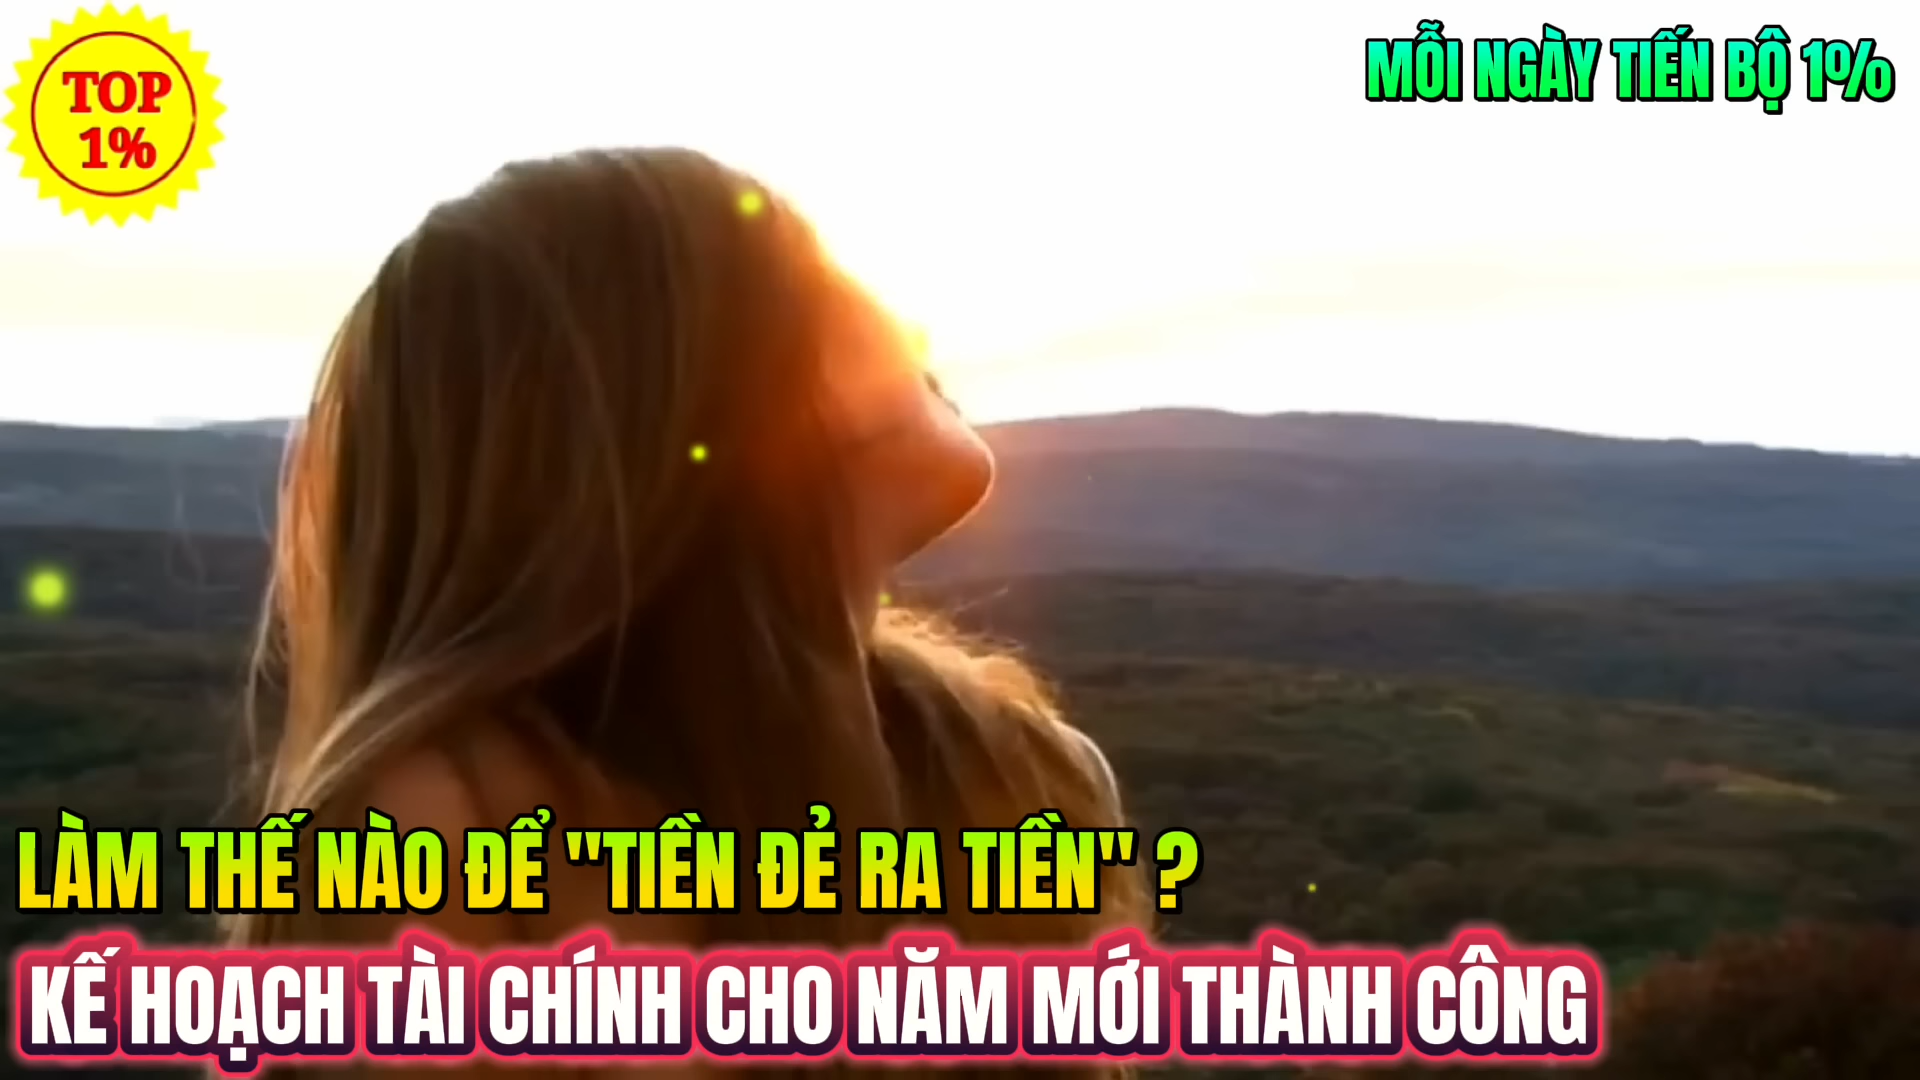 TOP
1%
MỖI NGÀY TIẾN BỘ 1%
LÀM THẾ NÀO ĐỂ "TIỀN ĐẺ RA TIỀN" ?
KẾ HOẠCH TÀI CHÍNH CHO NĂM MỚI THÀNH CÔNG